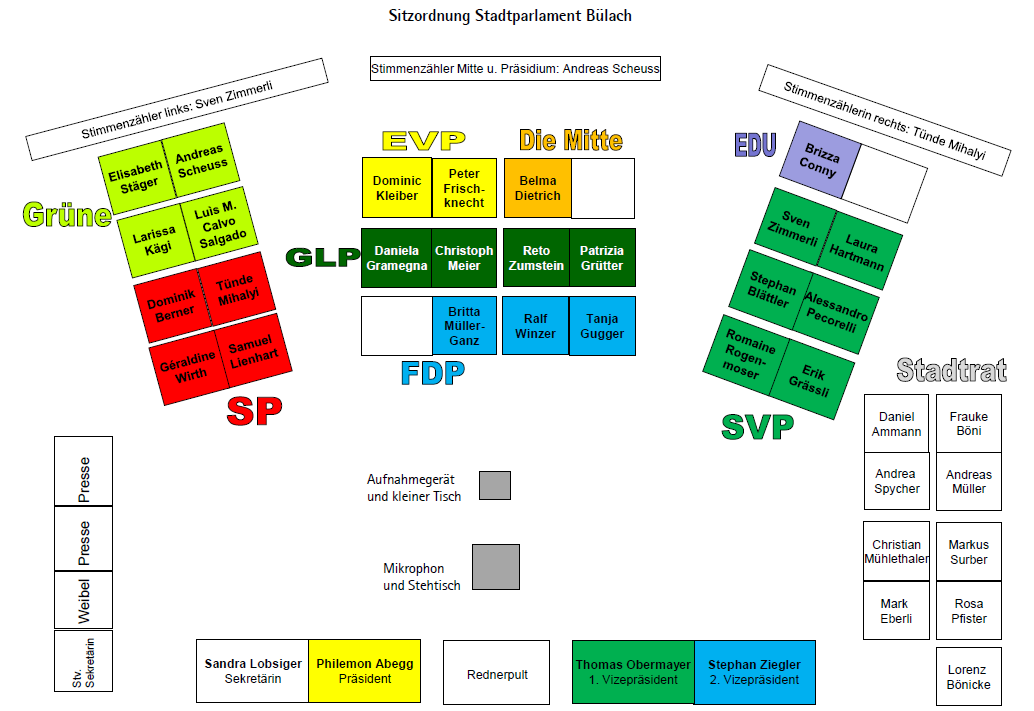 Sitzordnung Stadtparlament Bülach
Stimmenzähler links: Sven Zimmerli
Stimmenzähler Mitte u. Präsidium: Andreas Scheuss
Stimmenzählerin rechts: Tünde Mihalyi
Grüne
Elisabeth
Stäger
Andreas
Scheuss
Larissa
Kägi
Luis M.
Calvo
Salgado
Dominik
Berner
Tünde
Mihalyi
Géraldine
Wirth
Samuel
Lienhart
SP
EVP
Die Mitte
Dominic
Kleiber
Peter
Frisch-
knecht
Belma
Dietrich
GLP
Daniela
Gramegna
Christoph
Meier
Reto
Zumstein
Patrizia
Grütter
Britta
Müller-
Ganz
Ralf
Winzer
Tanja
Gugger
FDP
EDU
Brizza
Conny
Sven
Zimmerli
Laura
Hartmann
Stephan
Blättler
Alessandro
Pecorelli
Romaine
Rogen-
moser
Erik
Grässli
SVP
Stadtrat
Daniel
Ammann
Frauke
Böni
Andrea
Spycher
Andreas
Müller
Christian
Mühlethaler
Markus
Surber
Mark
Eberli
Rosa
Pfister
Lorenz
Bönicke
Presse
Presse
Weibel
Stv.
Sekretärin
Aufnahmegerät
und kleiner Tisch
Mikrophon
und Stehtisch
Sandra Lobsiger
Sekretärin
Philemon Abegg
Präsident
Rednerpult
Thomas Obermayer
1. Vizepräsident
Stephan Ziegler
2. Vizepräsident